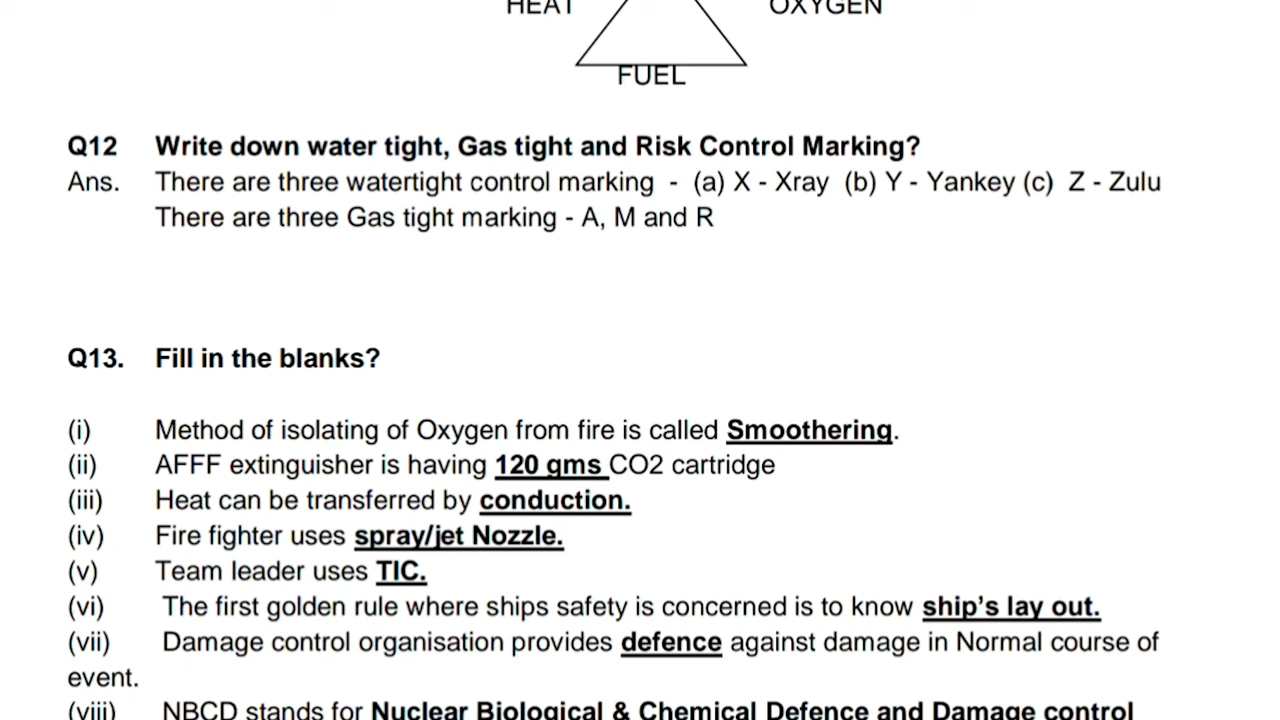 HEAT OXYGEN
FUEL
Q12 Write down water tight, Gas tight and Risk Control Marking?
Ans. There are three watertight control marking - (a) X - Xray (b) Y - Yankey (c) Z - Zulu
There are three Gas tight marking - A, M and R
Q13. Fill in the blanks?
(i) Method of isolating of Oxygen from fire is called Smoothering.
(ii) AFFF extinguisher is having 120 gms CO2 cartridge
(iii) Heat can be transferred by conduction.
(iv) Fire fighter uses spray/jet Nozzle.
(v) Team leader uses TIC.
(vi) The first golden rule where ships safety is concerned is to know ship’s lay out.
(vii) Damage control organisation provides defence against damage in Normal course of
event.
(viii) NBCD stands for Nuclear Biological & Chemical Defence and Damage control